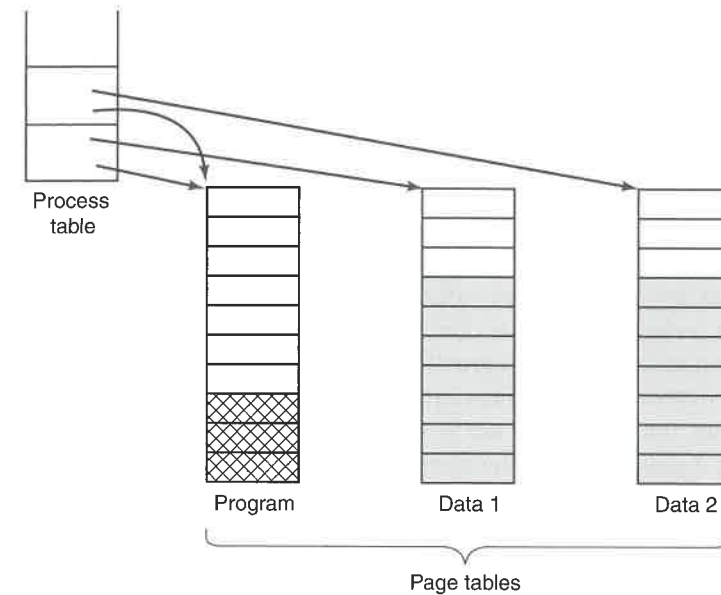 Process
table
Program
Data 1
Data 2
Page tables